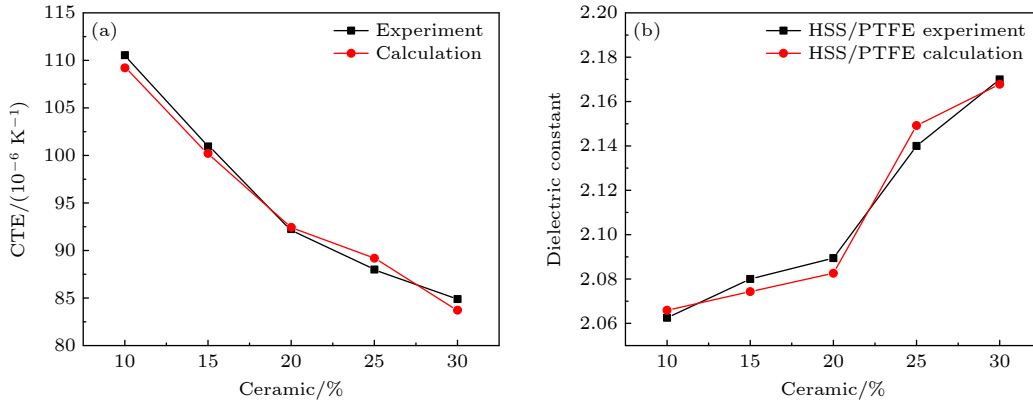 (a)
Experiment
Calculation
115
110
105
100
95
90
85
80
CTE/(10⁻⁶ K⁻¹)
10 15 20 25 30
Ceramic/%
(b)
HSS/PTFE experiment
HSS/PTFE calculation
2.20
2.18
2.16
2.14
2.12
2.10
2.08
2.06
Dielectric constant
10 15 20 25 30
Ceramic/%